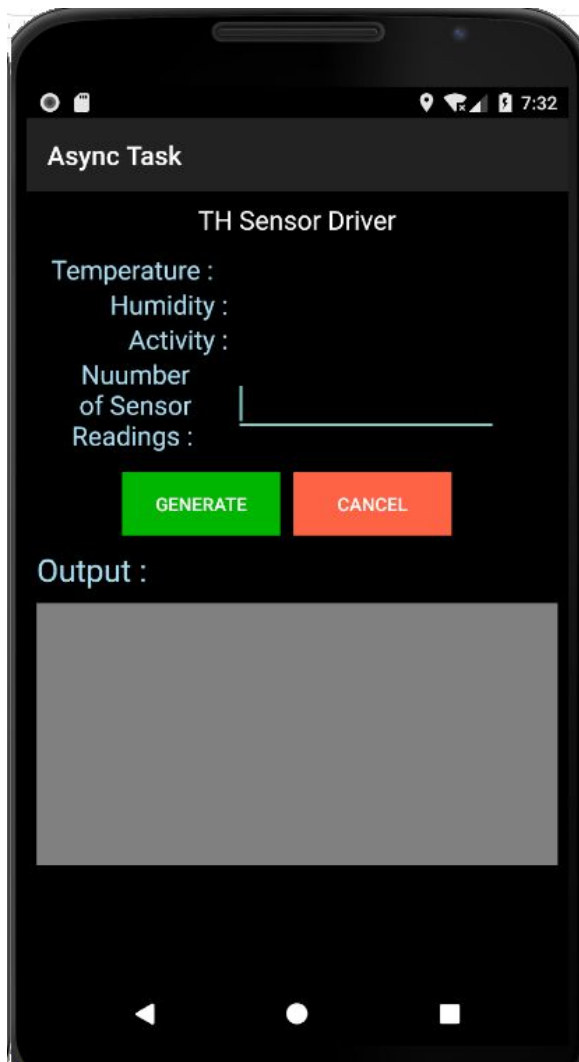 7:32
Async Task
TH Sensor Driver
Temperature :
Humidity :
Activity :
Nuumber
of Sensor
Readings :
GENERATE CANCEL
Output :